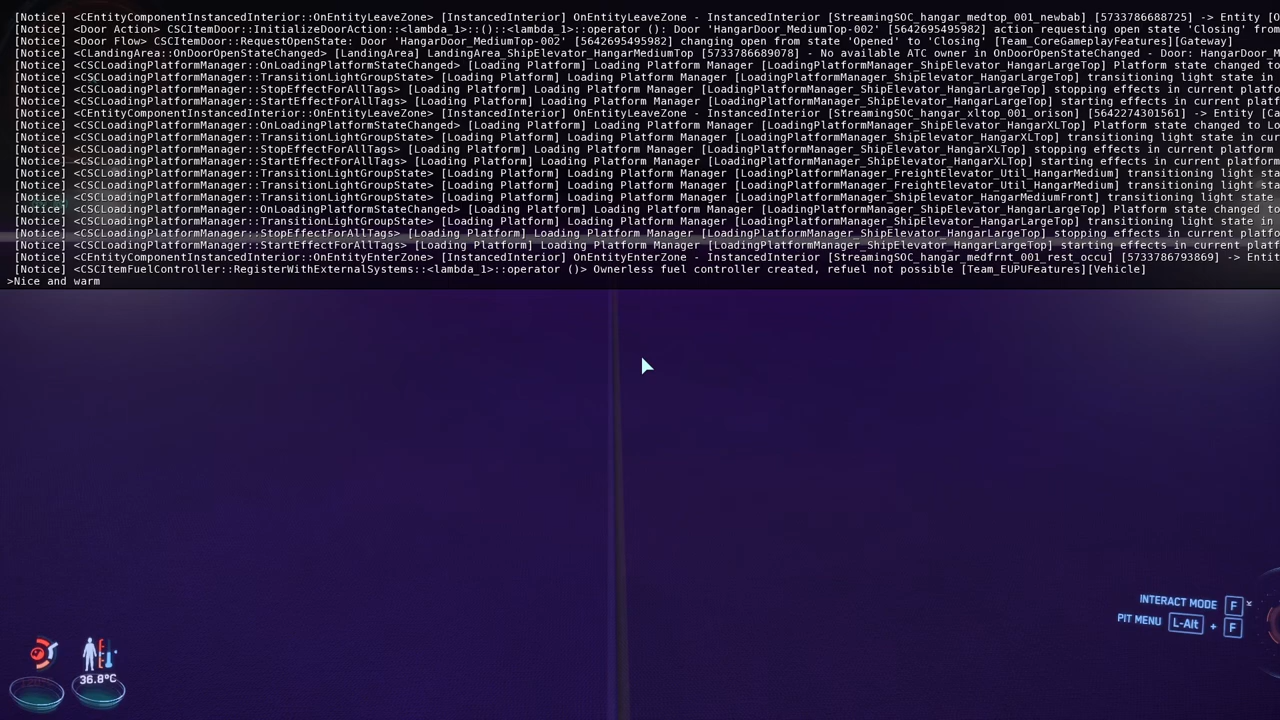 [Notice] <CEntityComponentInstancedInterior::OnEntityLeaveZone> [InstancedInterior] OnEntityLeaveZone - InstancedInterior [StreamingSOC_hangar_medtop_001_newbab] [5733786688725] -> Entity [
[Notice] <Door Action> CSCItemDoor::InitializeDoorAction::<lambda_1>::()::<lambda_1>::operator (): Door 'HangarDoor_MediumTop-002' [5642695495982] action requesting open state 'Closing' from
[Notice] <Door Flow> CSCItemDoor::RequestOpenState: Door 'HangarDoor_MediumTop-002' [5642695495982] changing open from state 'Opened' to 'Closing' [Team_CoreGameplayFeatures][Gateway]
[Notice] <CLandingArea::OnDoorOpenStateChanged> [LandingArea] LandingArea_ShipElevator_HangarMediumTop [5733786689078] - No available ATC owner in OnDoorOpenStateChanged - Door: HangarDoor_M
[Notice] <CSCLoadingPlatformManager::OnLoadingPlatformStateChanged> [Loading Platform] Loading Platform Manager [LoadingPlatformManager_ShipElevator_HangarLargeTop] Platform state changed to
[Notice] <CSCLoadingPlatformManager::TransitionLightGroupState> [Loading Platform] Loading Platform Manager [LoadingPlatformManager_ShipElevator_HangarLargeTop] transitioning light state in
[Notice] <CSCLoadingPlatformManager::StopEffectForAllTags> [Loading Platform] Loading Platform Manager [LoadingPlatformManager_ShipElevator_HangarLargeTop] stopping effects in current platfo
[Notice] <CSCLoadingPlatformManager::StartEffectForAllTags> [Loading Platform] Loading Platform Manager [LoadingPlatformManager_ShipElevator_HangarLargeTop] starting effects in current platf
[Notice] <CEntityComponentInstancedInterior::OnEntityLeaveZone> [InstancedInterior] OnEntityLeaveZone - InstancedInterior [StreamingSOC_hangar_xltop_001_orison] [5642274301561] -> Entity [Ca
[Notice] <CSCLoadingPlatformManager::OnLoadingPlatformStateChanged> [Loading Platform] Loading Platform Manager [LoadingPlatformManager_ShipElevator_HangarXLTop] Platform state changed to Lo
[Notice] <CSCLoadingPlatformManager::TransitionLightGroupState> [Loading Platform] Loading Platform Manager [LoadingPlatformManager_ShipElevator_HangarXLTop] transitioning light state in cur
[Notice] <CSCLoadingPlatformManager::StopEffectForAllTags> [Loading Platform] Loading Platform Manager [LoadingPlatformManager_ShipElevator_HangarXLTop] stopping effects in current platform
[Notice] <CSCLoadingPlatformManager::StartEffectForAllTags> [Loading Platform] Loading Platform Manager [LoadingPlatformManager_ShipElevator_HangarXLTop] starting effects in current platform
[Notice] <CSCLoadingPlatformManager::TransitionLightGroupState> [Loading Platform] Loading Platform Manager [LoadingPlatformManager_FreightElevator_Util_HangarMedium] transitioning light sta
[Notice] <CSCLoadingPlatformManager::TransitionLightGroupState> [Loading Platform] Loading Platform Manager [LoadingPlatformManager_FreightElevator_Util_HangarMedium] transitioning light sta
[Notice] <CSCLoadingPlatformManager::TransitionLightGroupState> [Loading Platform] Loading Platform Manager [LoadingPlatformManager_ShipElevator_HangarMediumFront] transitioning light state
[Notice] <CSCLoadingPlatformManager::OnLoadingPlatformStateChanged> [Loading Platform] Loading Platform Manager [LoadingPlatformManager_ShipElevator_HangarLargeTop] Platform state changed to
[Notice] <CSCLoadingPlatformManager::TransitionLightGroupState> [Loading Platform] Loading Platform Manager [LoadingPlatformManager_ShipElevator_HangarLargeTop] transitioning light state in
[Notice] <CSCLoadingPlatformManager::StopEffectForAllTags> [Loading Platform] Loading Platform Manager [LoadingPlatformManager_ShipElevator_HangarLargeTop] stopping effects in current platfo
[Notice] <CSCLoadingPlatformManager::StartEffectForAllTags> [Loading Platform] Loading Platform Manager [LoadingPlatformManager_ShipElevator_HangarLargeTop] starting effects in current platf
[Notice] <CEntityComponentInstancedInterior::OnEntityEnterZone> [InstancedInterior] OnEntityEnterZone - InstancedInterior [StreamingSOC_hangar_medfrnt_001_rest_occu] [5733786793869] -> Entit
[Notice] <CSCItemFuelController::RegisterWithExternalSystems::<lambda_1>::operator ()> Ownerless fuel controller created, refuel not possible [Team_EUPUFeatures][Vehicle]
>Nice and warm
INTERACT MODE F
PIT MENU L-Alt + F
36.8°C